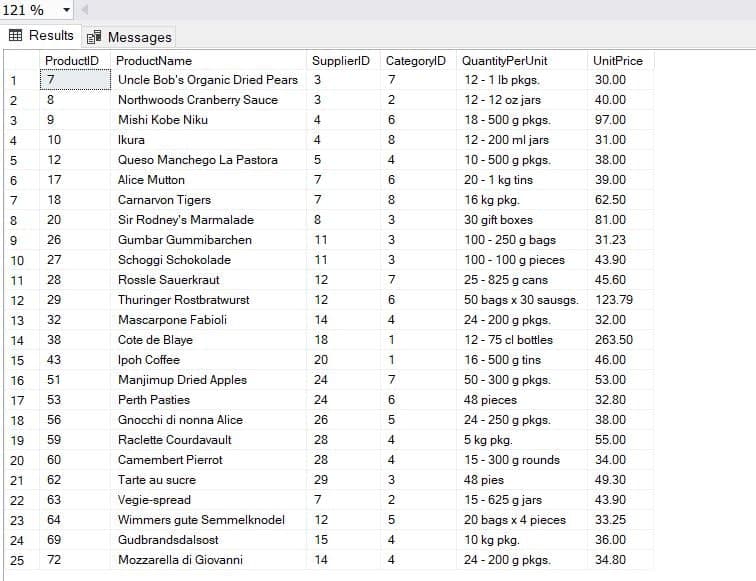 121 %
Results Messages
ProductID ProductName SupplierID CategoryID QuantityPerUnit UnitPrice
1 7 Uncle Bob's Organic Dried Pears 3 7 12 - 1 lb pkgs. 30.00
2 8 Northwoods Cranberry Sauce 3 2 12 - 12 oz jars 40.00
3 9 Mishi Kobe Niku 4 6 18 - 500 g pkgs. 97.00
4 10 Ikura 4 8 12 - 200 ml jars 31.00
5 12 Queso Manchego La Pastora 5 4 10 - 500 g pkgs. 38.00
6 17 Alice Mutton 7 6 20 - 1 kg tins 39.00
7 18 Carnarvon Tigers 7 8 16 kg pkg. 62.50
8 20 Sir Rodney's Marmalade 8 3 30 gift boxes 81.00
9 26 Gumbar Gummibarchen 11 3 100 - 250 g bags 31.23
10 27 Schoggi Schokolade 11 3 100 - 100 g pieces 43.90
11 28 Rossle Sauerkraut 12 7 25 - 825 g cans 45.60
12 29 Thuringer Rostbratwurst 12 6 50 bags x 30 sausgs. 123.79
13 32 Mascarpone Fabioli 14 4 24 - 200 g pkgs. 32.00
14 38 Cote de Blaye 18 1 12 - 75 cl bottles 263.50
15 43 Ipoh Coffee 20 1 16 - 500 g tins 46.00
16 51 Manjimup Dried Apples 24 7 50 - 300 g pkgs. 53.00
17 53 Perth Pasties 24 6 48 pieces 32.80
18 56 Gnocchi di nonna Alice 26 5 24 - 250 g pkgs. 38.00
19 59 Raclette Courdavault 28 4 5 kg pkg. 55.00
20 60 Camembert Pierrot 28 4 15 - 300 g rounds 34.00
21 62 Tarte au sucre 29 3 48 pies 49.30
22 63 Vegie-spread 7 2 15 - 625 g jars 43.90
23 64 Wimmers gute Semmelknodel 12 5 20 bags x 4 pieces 33.25
24 69 Gudbrandsdalsost 15 4 10 kg pkg. 36.00
25 72 Mozzarella di Giovanni 14 4 24 - 200 g pkgs. 34.80